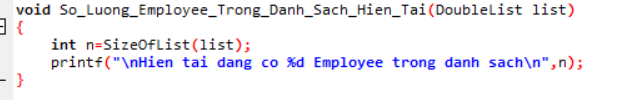 void So_Luong_Employee_Trong_Danh_Sach_Hien_Tai(DoubleList list)
{
int n=SizeOfList(list);
printf("\nHien tai dang co %d Employee trong danh sach\n",n);
}